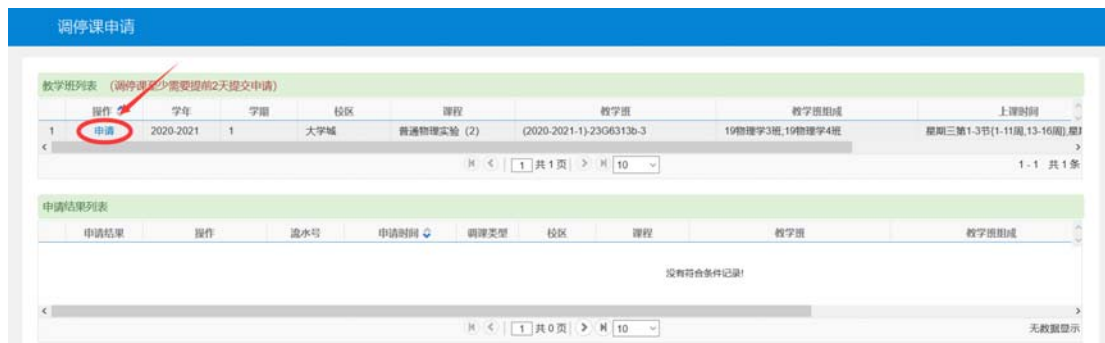 调停课申请
教学班列表 (调停课至少需要提前2天提交申请)
操作 学年 学期 校区 课程 教学班 教学班组成 上课时间
1 申请 2020-2021 1 大学城 普通物理实验 (2) (2020-2021-1)-23G6313b-3 19物理学3班,19物理学4班 星期三第1-3节{1-11周,13-16周},星期
1 共 1 页 10 1 - 1 共 1 条
申请结果列表
申请结果 操作 流水号 申请时间 调课类型 校区 课程 教学班 教学班组成
没有符合条件记录!
1 共 0 页 10 无数据显示